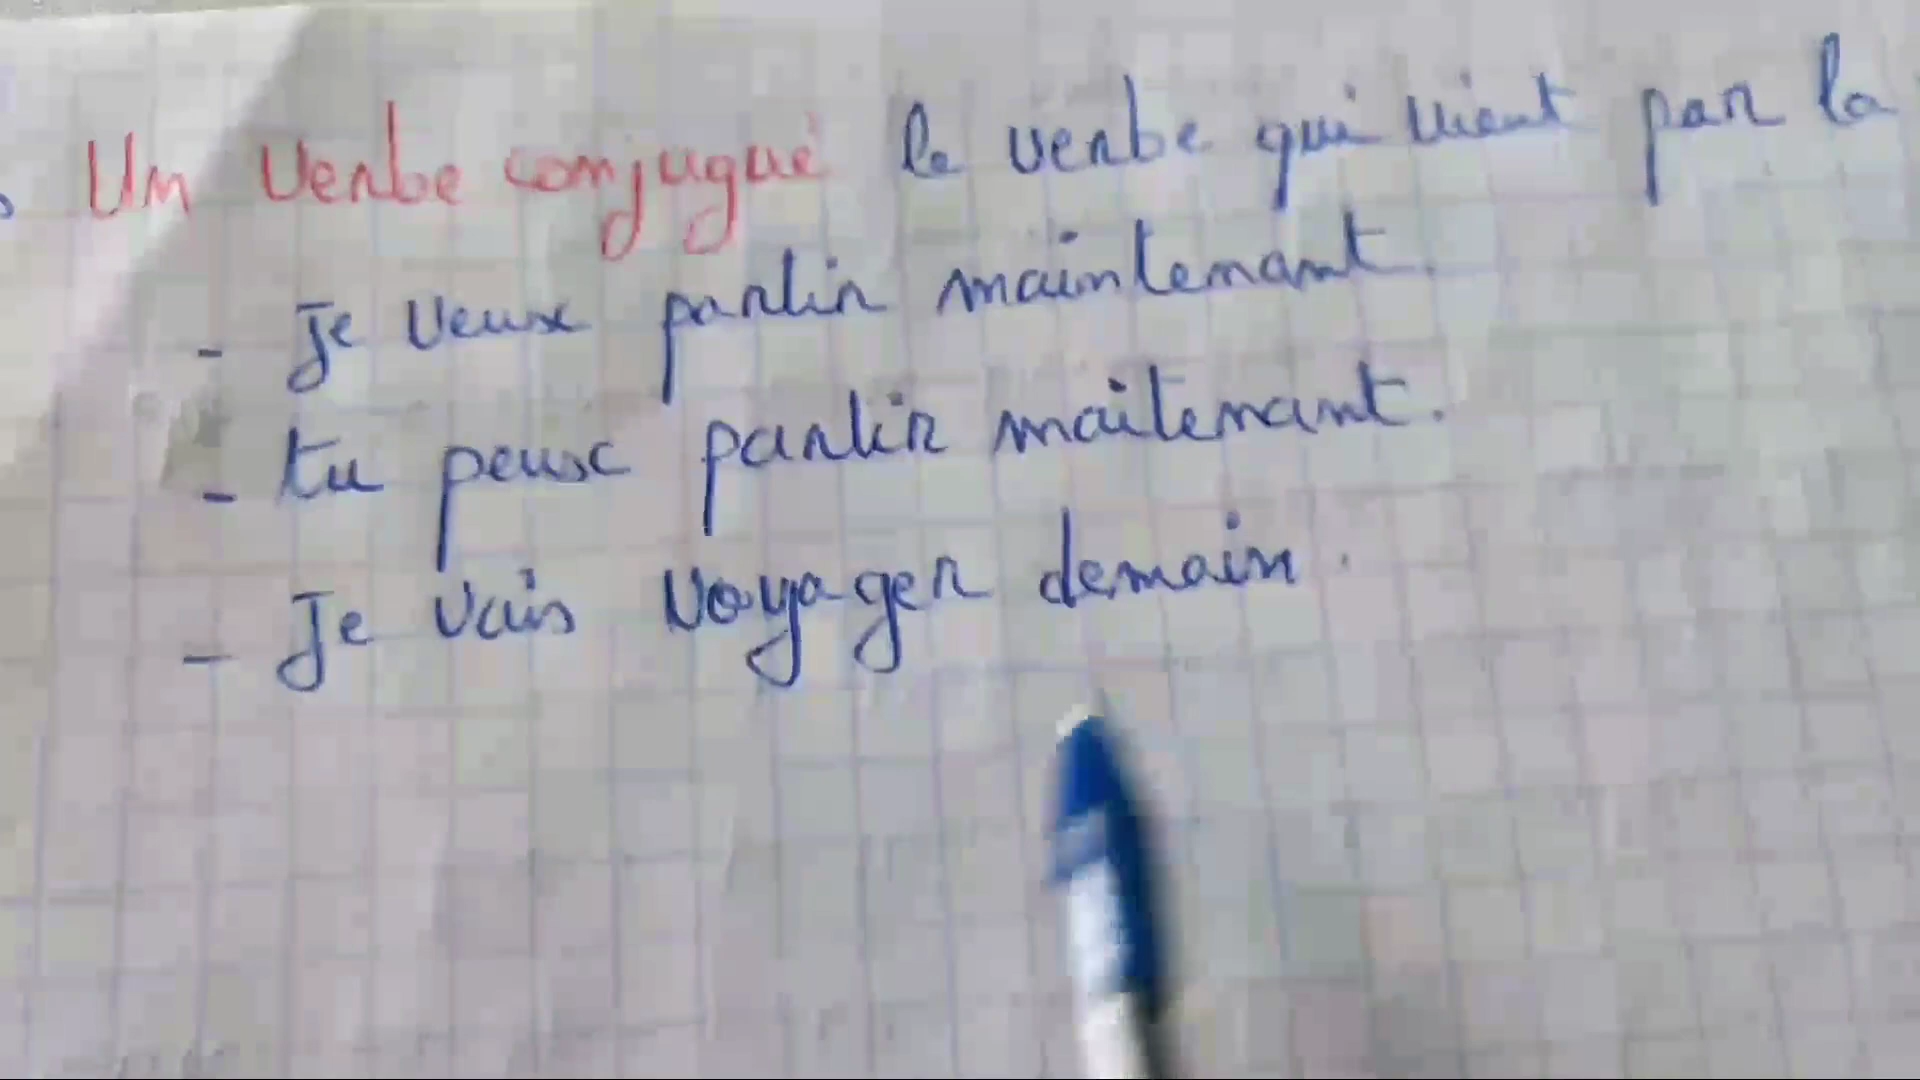 Un verbe conjugué le verbe qui vient par la
- Je veux partir maintenant
- tu peux partir maitenant.
- Je vais voyager demain.